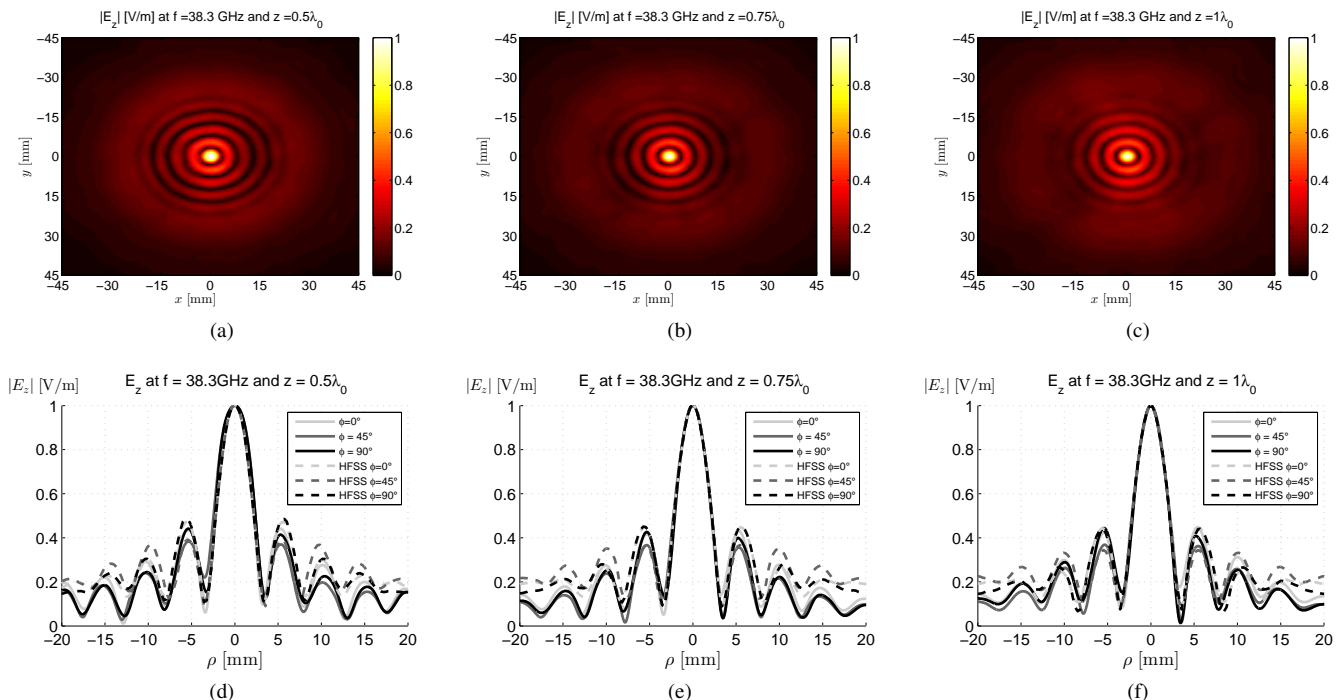 |E_z| [V/m] at f =38.3 GHz and z =0.5λ_0
|E_z| [V/m] at f =38.3 GHz and z =0.75λ_0
|E_z| [V/m] at f =38.3 GHz and z =1λ_0
−45
−30
−15
0
15
30
45
y [mm]
−45 −30 −15 0 15 30 45
x [mm]
1
0.8
0.6
0.4
0.2
0
(a)
−45
−30
−15
0
15
30
45
y [mm]
−45 −30 −15 0 15 30 45
x [mm]
1
0.8
0.6
0.4
0.2
0
(b)
−45
−30
−15
0
15
30
45
y [mm]
−45 −30 −15 0 15 30 45
x [mm]
1
0.8
0.6
0.4
0.2
0
(c)
|E_z| [V/m]
E_z at f = 38.3GHz and z = 0.5λ_0
1
0.8
0.6
0.4
0.2
0
φ=0°
φ = 45°
φ = 90°
HFSS φ=0°
HFSS φ=45°
HFSS φ=90°
−20 −15 −10 −5 0 5 10 15 20
ρ [mm]
(d)
|E_z| [V/m]
E_z at f = 38.3GHz and z = 0.75λ_0
1
0.8
0.6
0.4
0.2
0
φ=0°
φ = 45°
φ = 90°
HFSS φ=0°
HFSS φ=45°
HFSS φ=90°
−20 −15 −10 −5 0 5 10 15 20
ρ [mm]
(e)
|E_z| [V/m]
E_z at f = 38.3GHz and z = 1λ_0
1
0.8
0.6
0.4
0.2
0
φ=0°
φ = 45°
φ = 90°
HFSS φ=0°
HFSS φ=45°
HFSS φ=90°
−20 −15 −10 −5 0 5 10 15 20
ρ [mm]
(f)